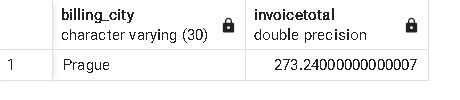 billing_city invoicetotal
character varying (30) double precision
1 Prague 273.24000000000007